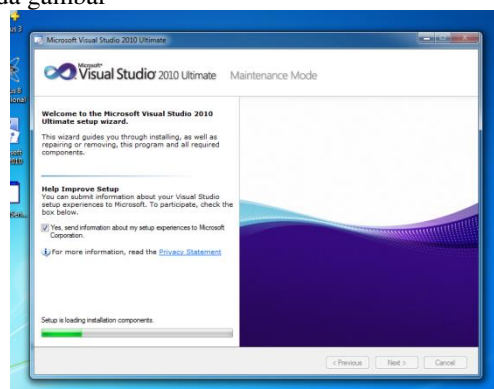 da gambar
Microsoft Visual Studio 2010 Ultimate
Microsoft
Visual Studio 2010 Ultimate Maintenance Mode
Welcome to the Microsoft Visual Studio 2010
Ultimate setup wizard.
This wizard guides you through installing, as well as
repairing or removing, this program and all required
components.
Help Improve Setup
You can submit information about your Visual Studio
setup experiences to Microsoft. To participate, check the
box below.
Yes, send information about my setup experiences to Microsoft
Corporation.
For more information, read the Privacy Statement
Setup is loading installation components.
< Previous
Next >
Cancel